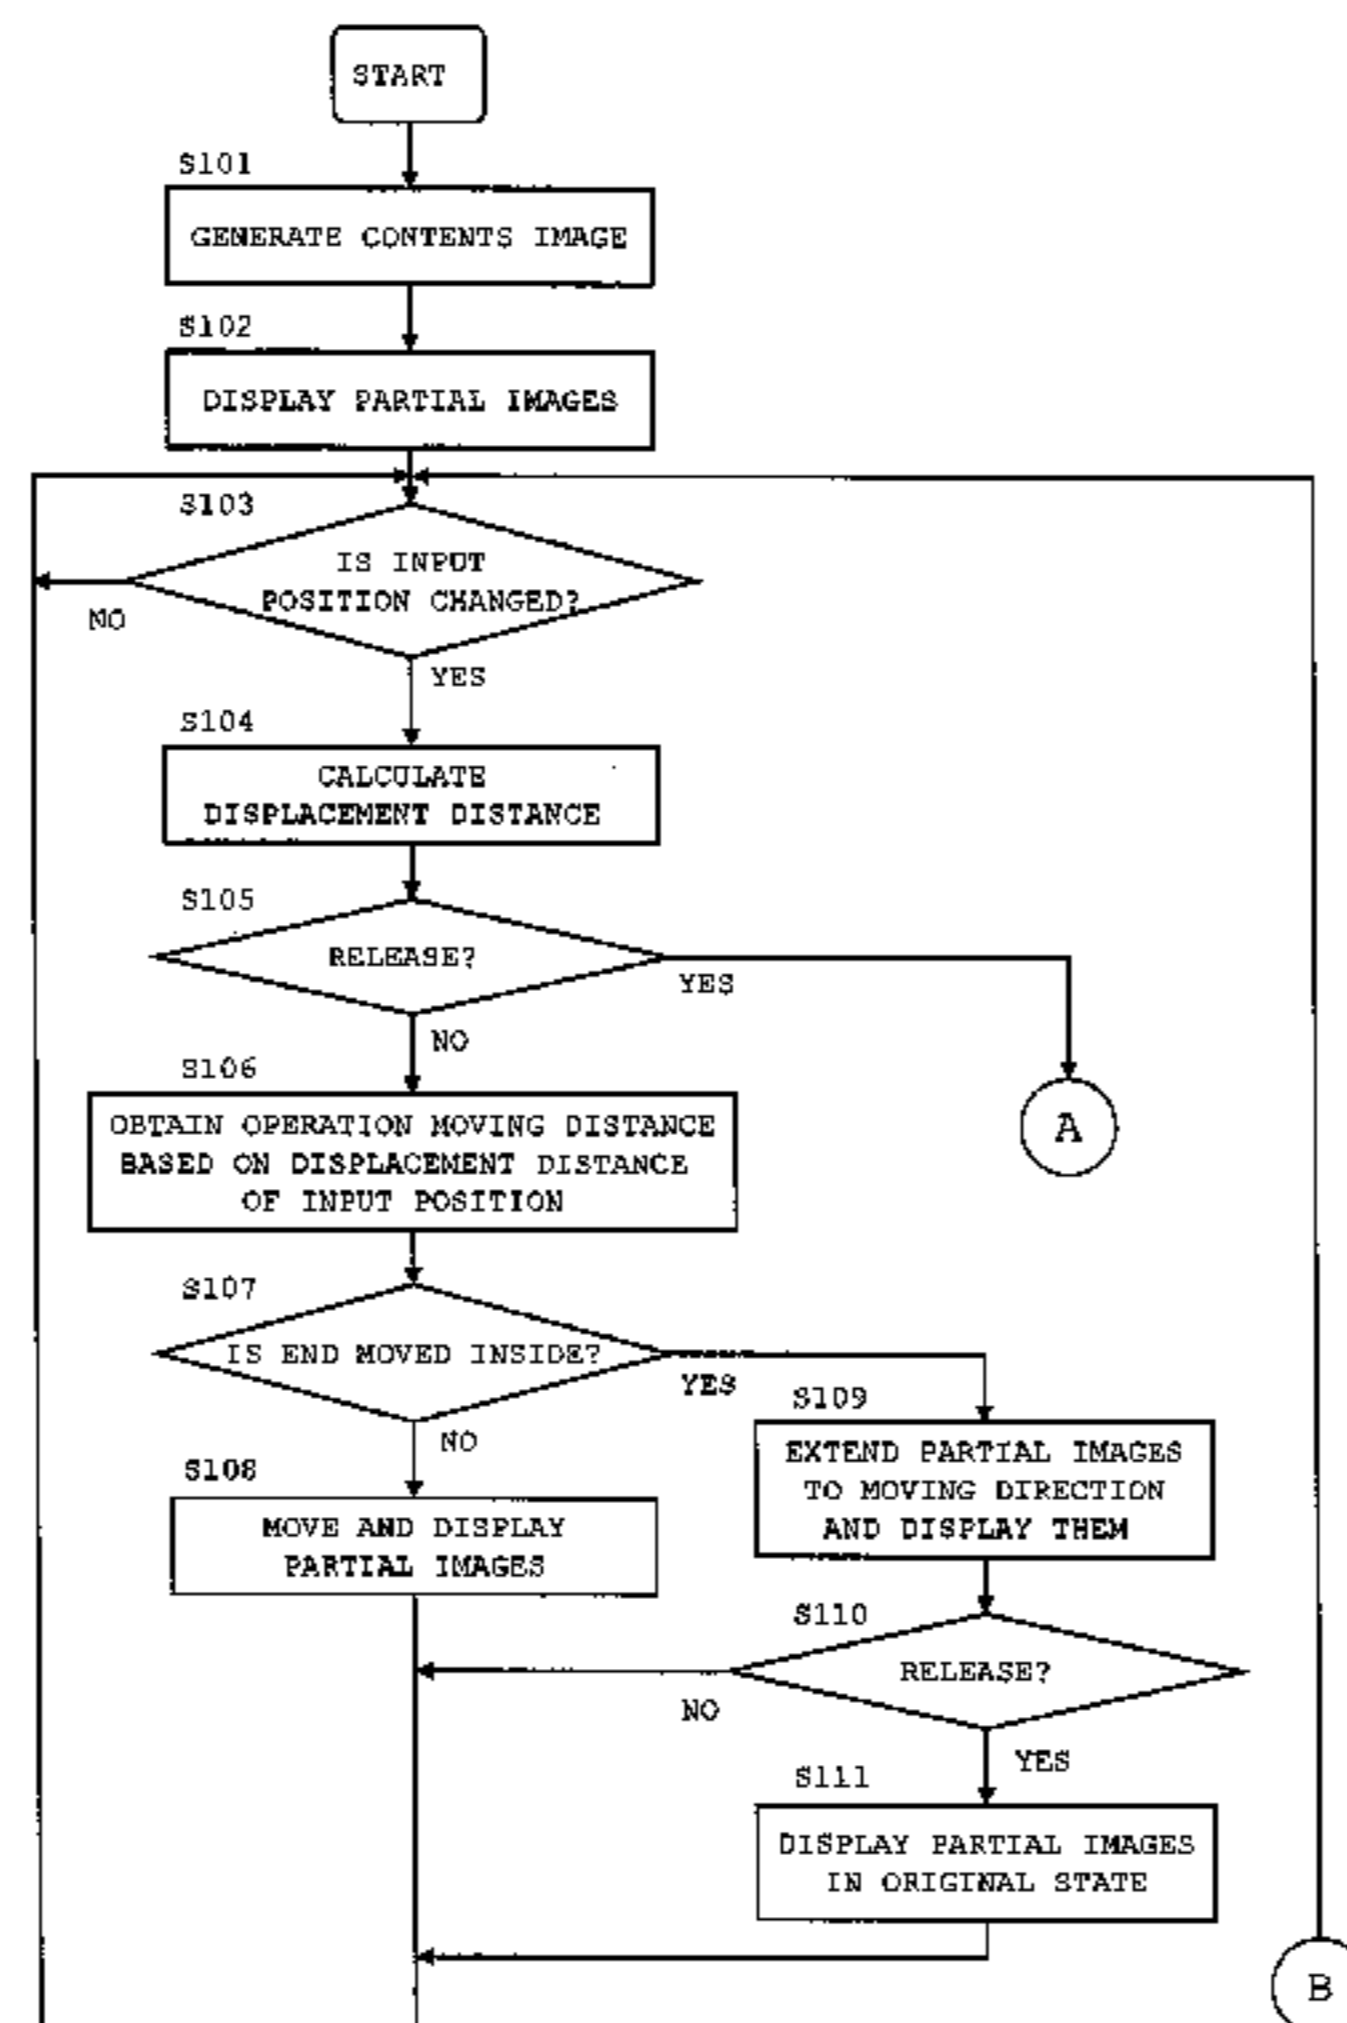 START
S101
GENERATE CONTENTS IMAGE
S102
DISPLAY PARTIAL IMAGES
S103
IS INPUT
POSITION CHANGED?
NO
YES
S104
CALCULATE
DISPLACEMENT DISTANCE
S105
RELEASE?
YES
NO
A
S106
OBTAIN OPERATION MOVING DISTANCE
BASED ON DISPLACEMENT DISTANCE
OF INPUT POSITION
S107
IS END MOVED INSIDE?
YES
NO
S108
MOVE AND DISPLAY
PARTIAL IMAGES
S109
EXTEND PARTIAL IMAGES
TO MOVING DIRECTION
AND DISPLAY THEM
S110
RELEASE?
NO
YES
S111
DISPLAY PARTIAL IMAGES
IN ORIGINAL STATE
B